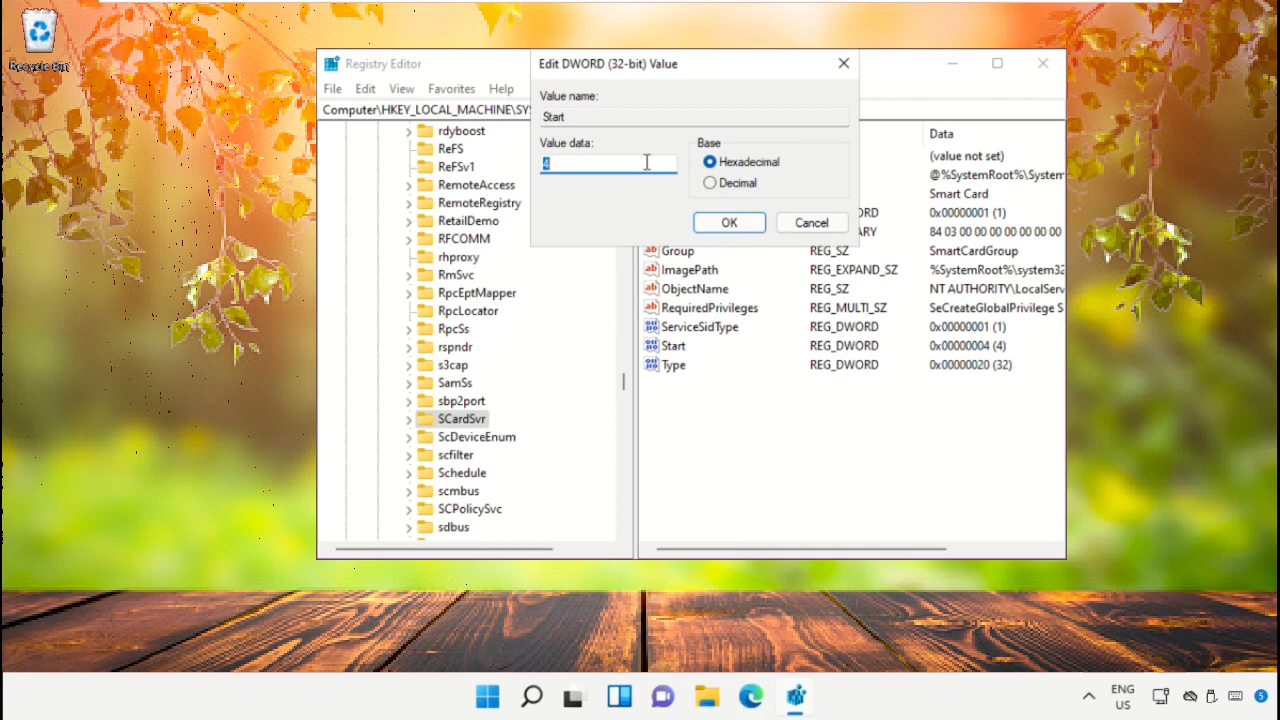 Recycle Bin
Registry Editor
File Edit View Favorites Help
Computer\HKEY_LOCAL_MACHINE\SYS
rdyboost
ReFS
ReFSv1
RemoteAccess
RemoteRegistry
RetailDemo
RFCOMM
rhproxy
RmSvc
RpcEptMapper
RpcLocator
RpcSs
rspndr
s3cap
SamSs
sbp2port
SCardSvr
ScDeviceEnum
scfilter
Schedule
scmbus
SCPolicySvc
sdbus
Edit DWORD (32-bit) Value
Value name:
Start
Value data:
4
Base
Hexadecimal
Decimal
OK Cancel
Data
(value not set)
@%SystemRoot%\System
Smart Card
ORD 0x00000001 (1)
ARY 84 03 00 00 00 00 00 00 00
Group REG_SZ SmartCardGroup
ImagePath REG_EXPAND_SZ %SystemRoot%\system32
ObjectName REG_SZ NT AUTHORITY\LocalServ
RequiredPrivileges REG_MULTI_SZ SeCreateGlobalPrivilege S
ServiceSidType REG_DWORD 0x00000001 (1)
Start REG_DWORD 0x00000004 (4)
Type REG_DWORD 0x00000020 (32)
ENG
US
5